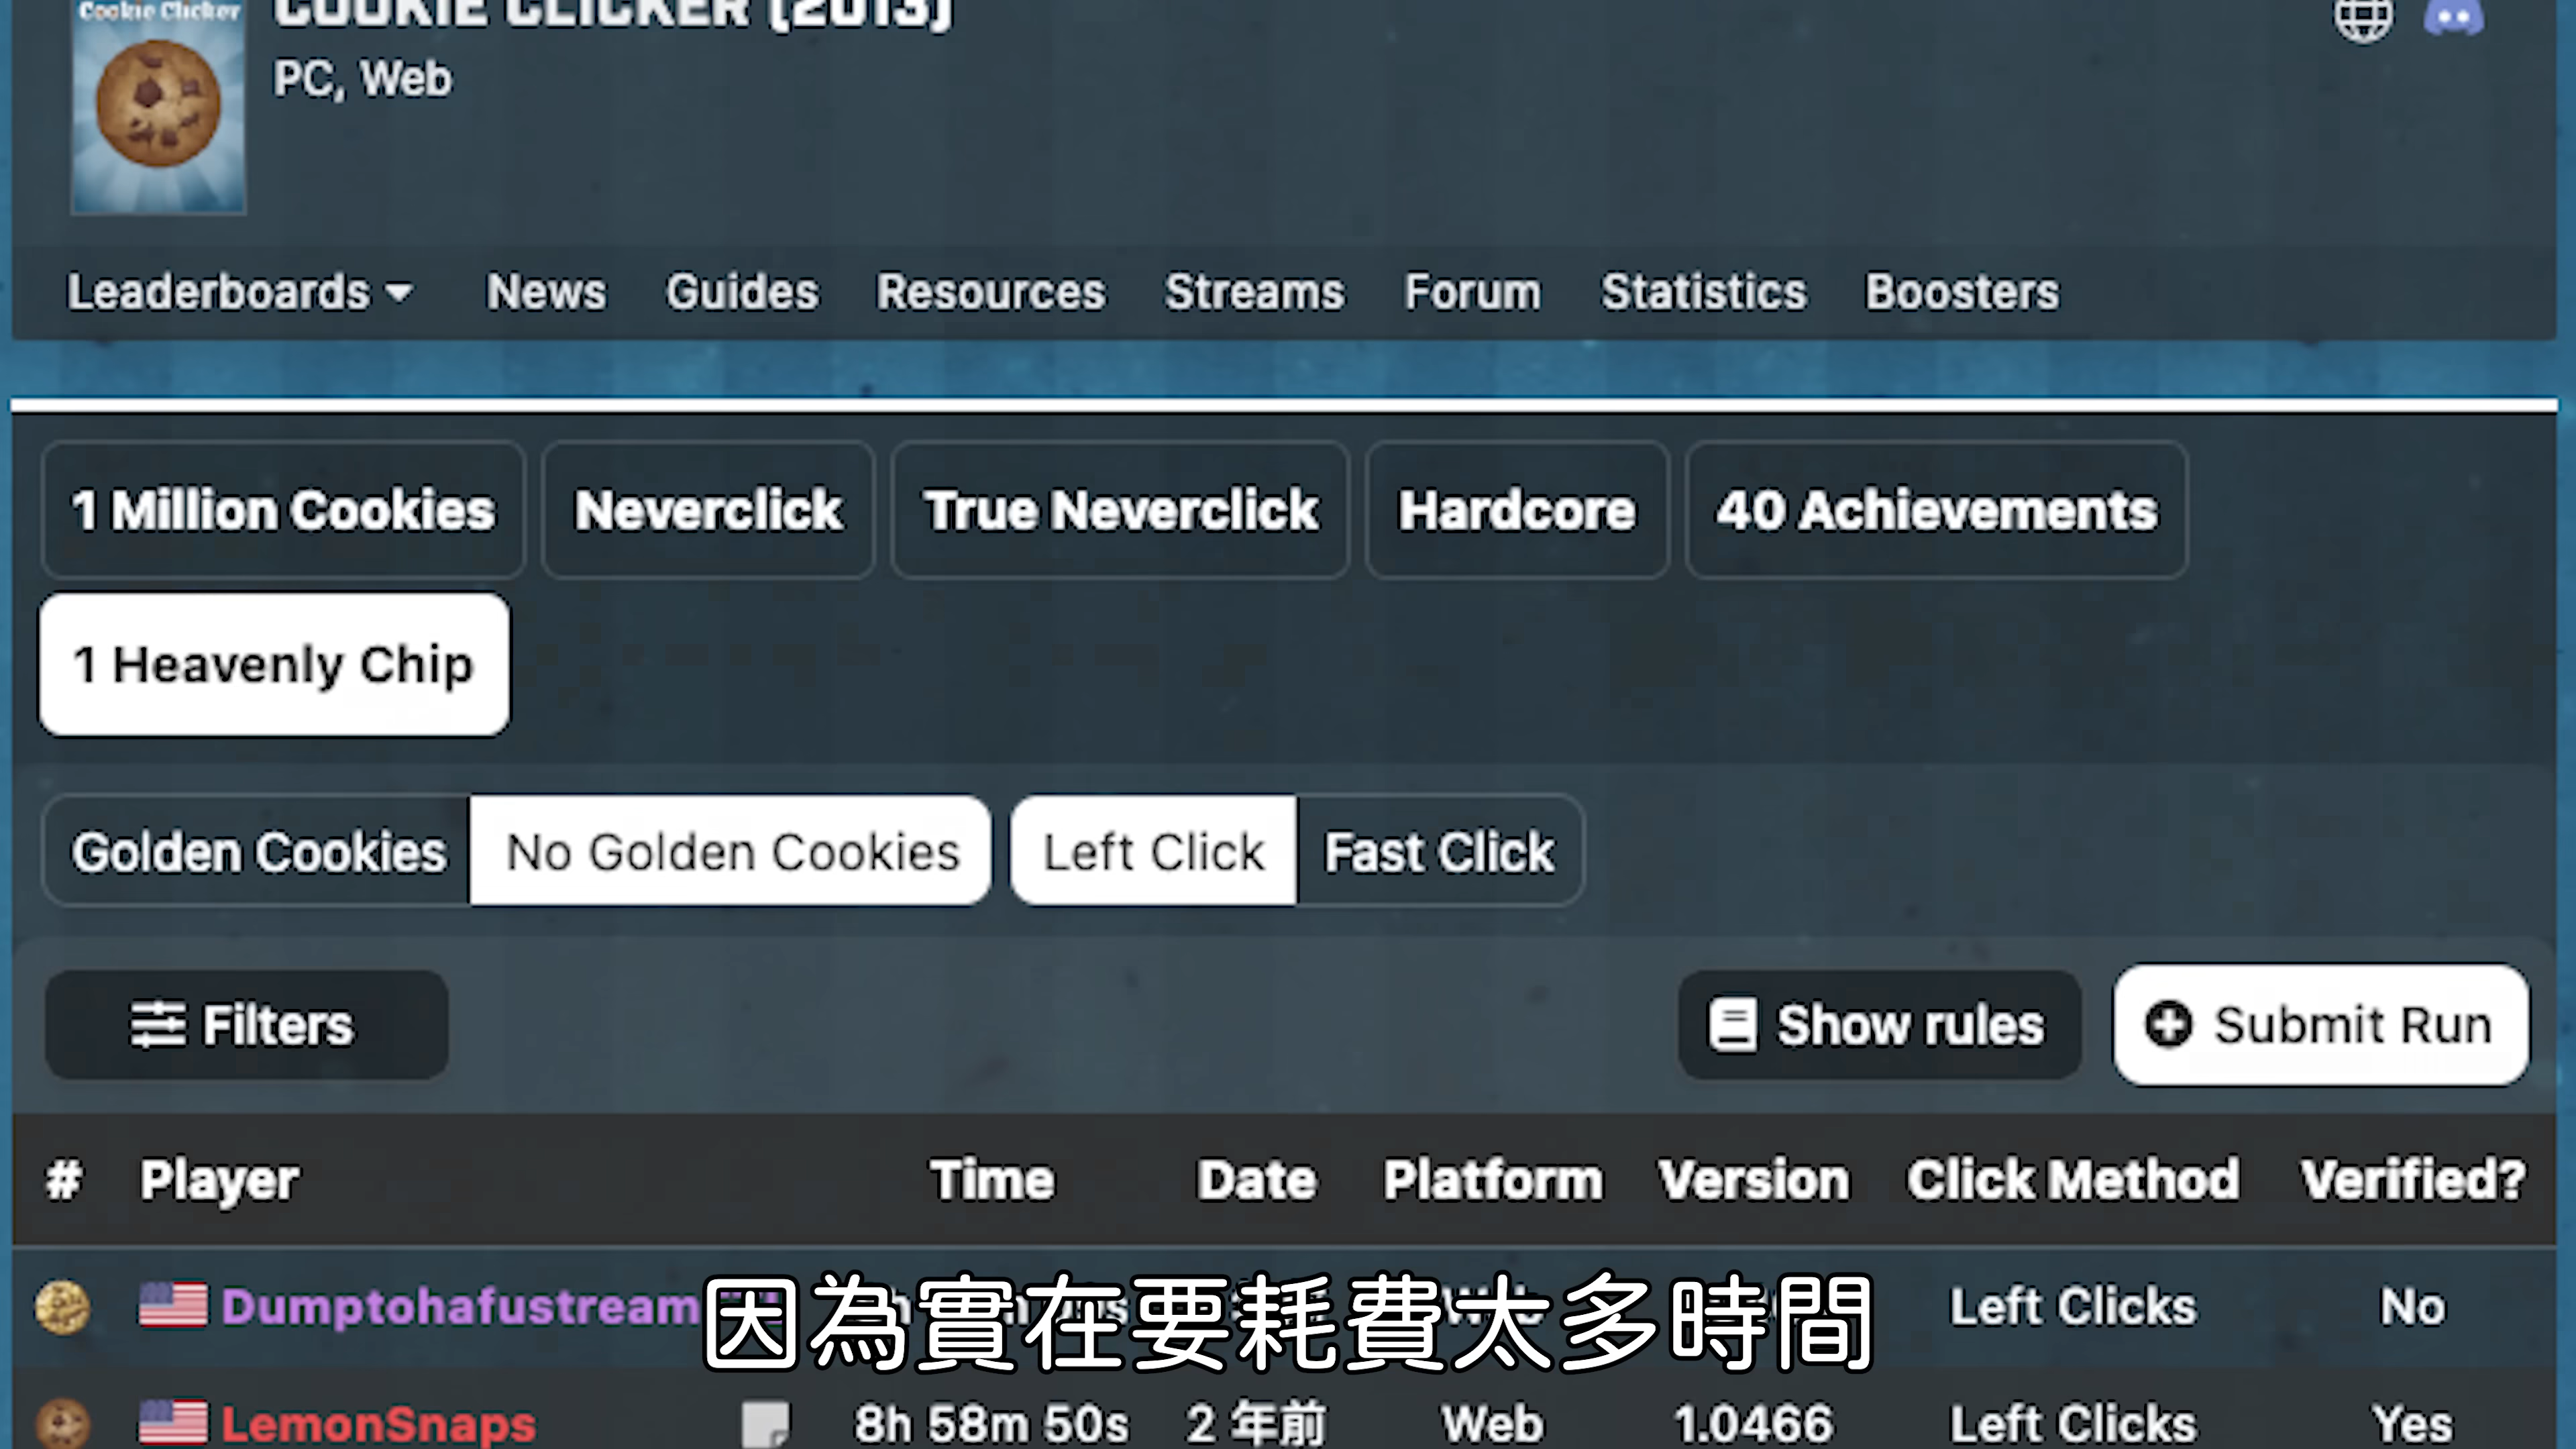 Cookie Clicker
COOKIE CLICKER (2013)
PC, Web
Leaderboards News Guides Resources Streams Forum Statistics Boosters
1 Million Cookies Neverclick True Neverclick Hardcore 40 Achievements
1 Heavenly Chip
Golden Cookies No Golden Cookies Left Click Fast Click
Filters Show rules Submit Run
# Player Time Date Platform Version Click Method Verified?
Dumptohafustream Left Clicks No
因為實在要耗費太多時間
LemonSnaps 8h 58m 50s 2 年前 Web 1.0466 Left Clicks Yes